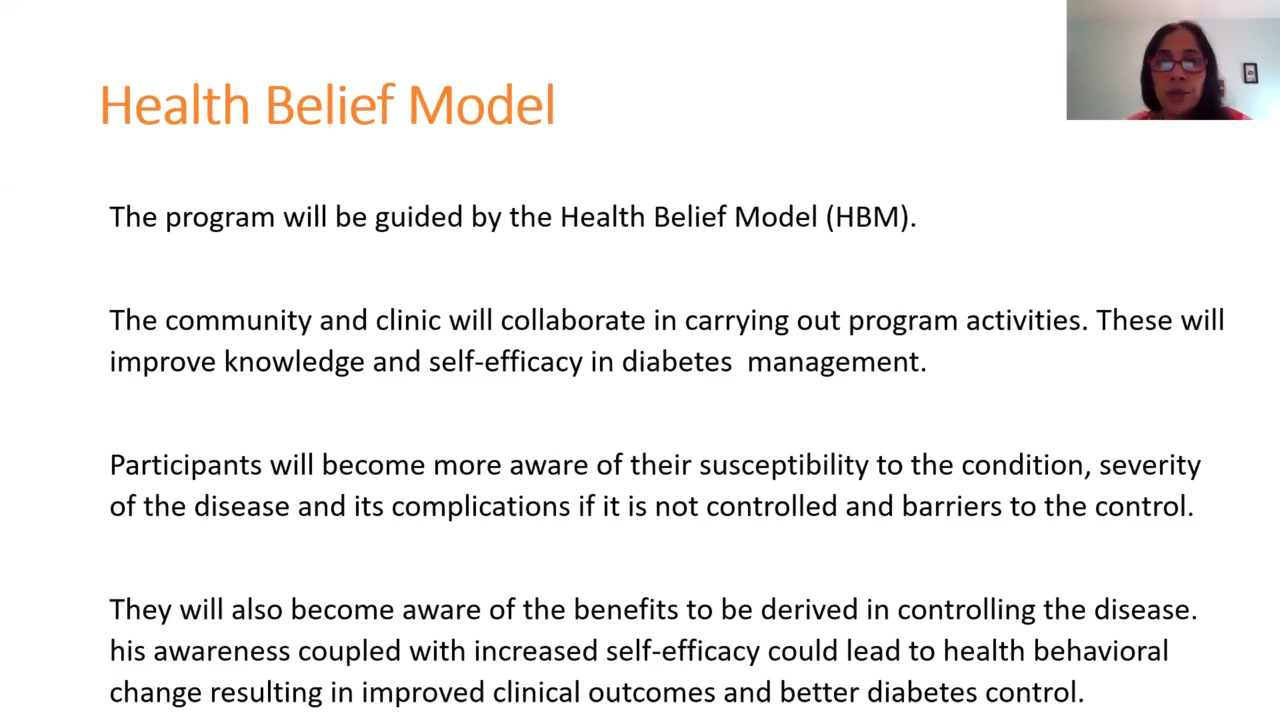 Health Belief Model
The program will be guided by the Health Belief Model (HBM).
The community and clinic will collaborate in carrying out program activities. These will
improve knowledge and self-efficacy in diabetes  management.
Participants will become more aware of their susceptibility to the condition, severity
of the disease and its complications if it is not controlled and barriers to the control.
They will also become aware of the benefits to be derived in controlling the disease.
his awareness coupled with increased self-efficacy could lead to health behavioral
change resulting in improved clinical outcomes and better diabetes control.